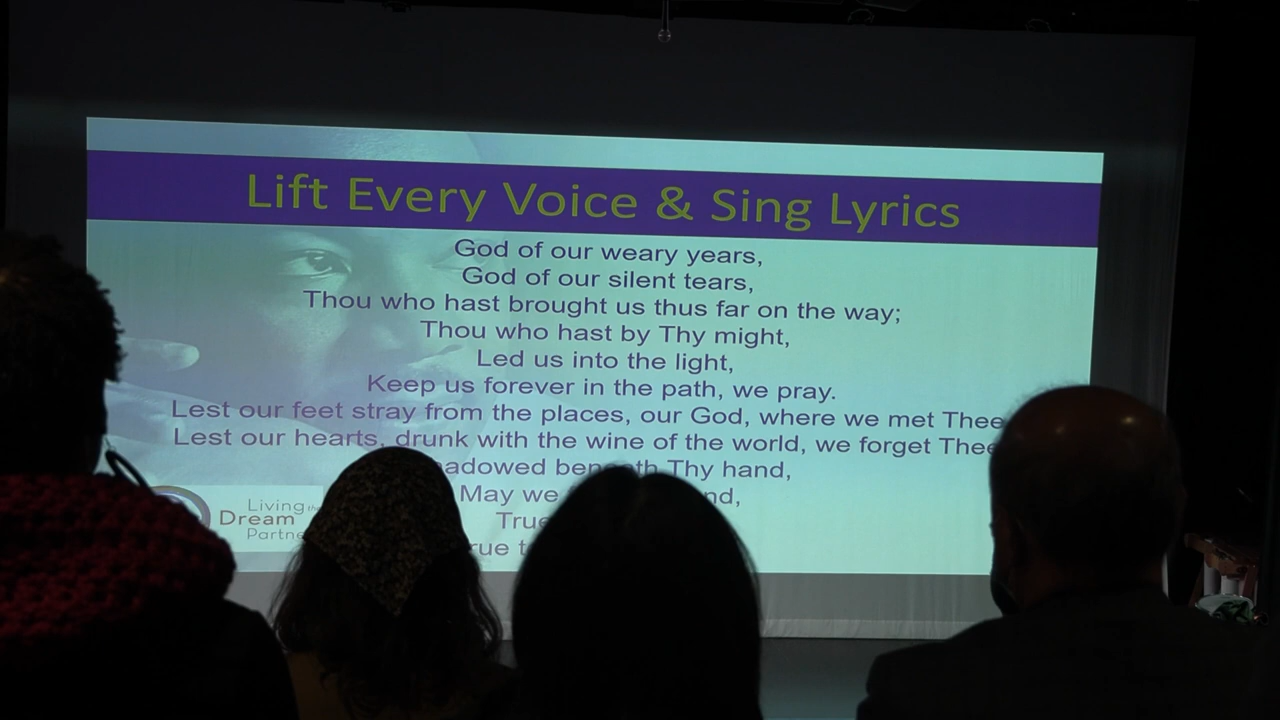 Lift Every Voice & Sing Lyrics
God of our weary years,
God of our silent tears,
Thou who hast brought us thus far on the way;
Thou who hast by Thy might,
Led us into the light,
Keep us forever in the path, we pray.
Lest our feet stray from the places, our God, where we met Thee
Lest our hearts, drunk with the wine of the world, we forget Thee
beneath Thy hand,
May we
True
Living the
Dream